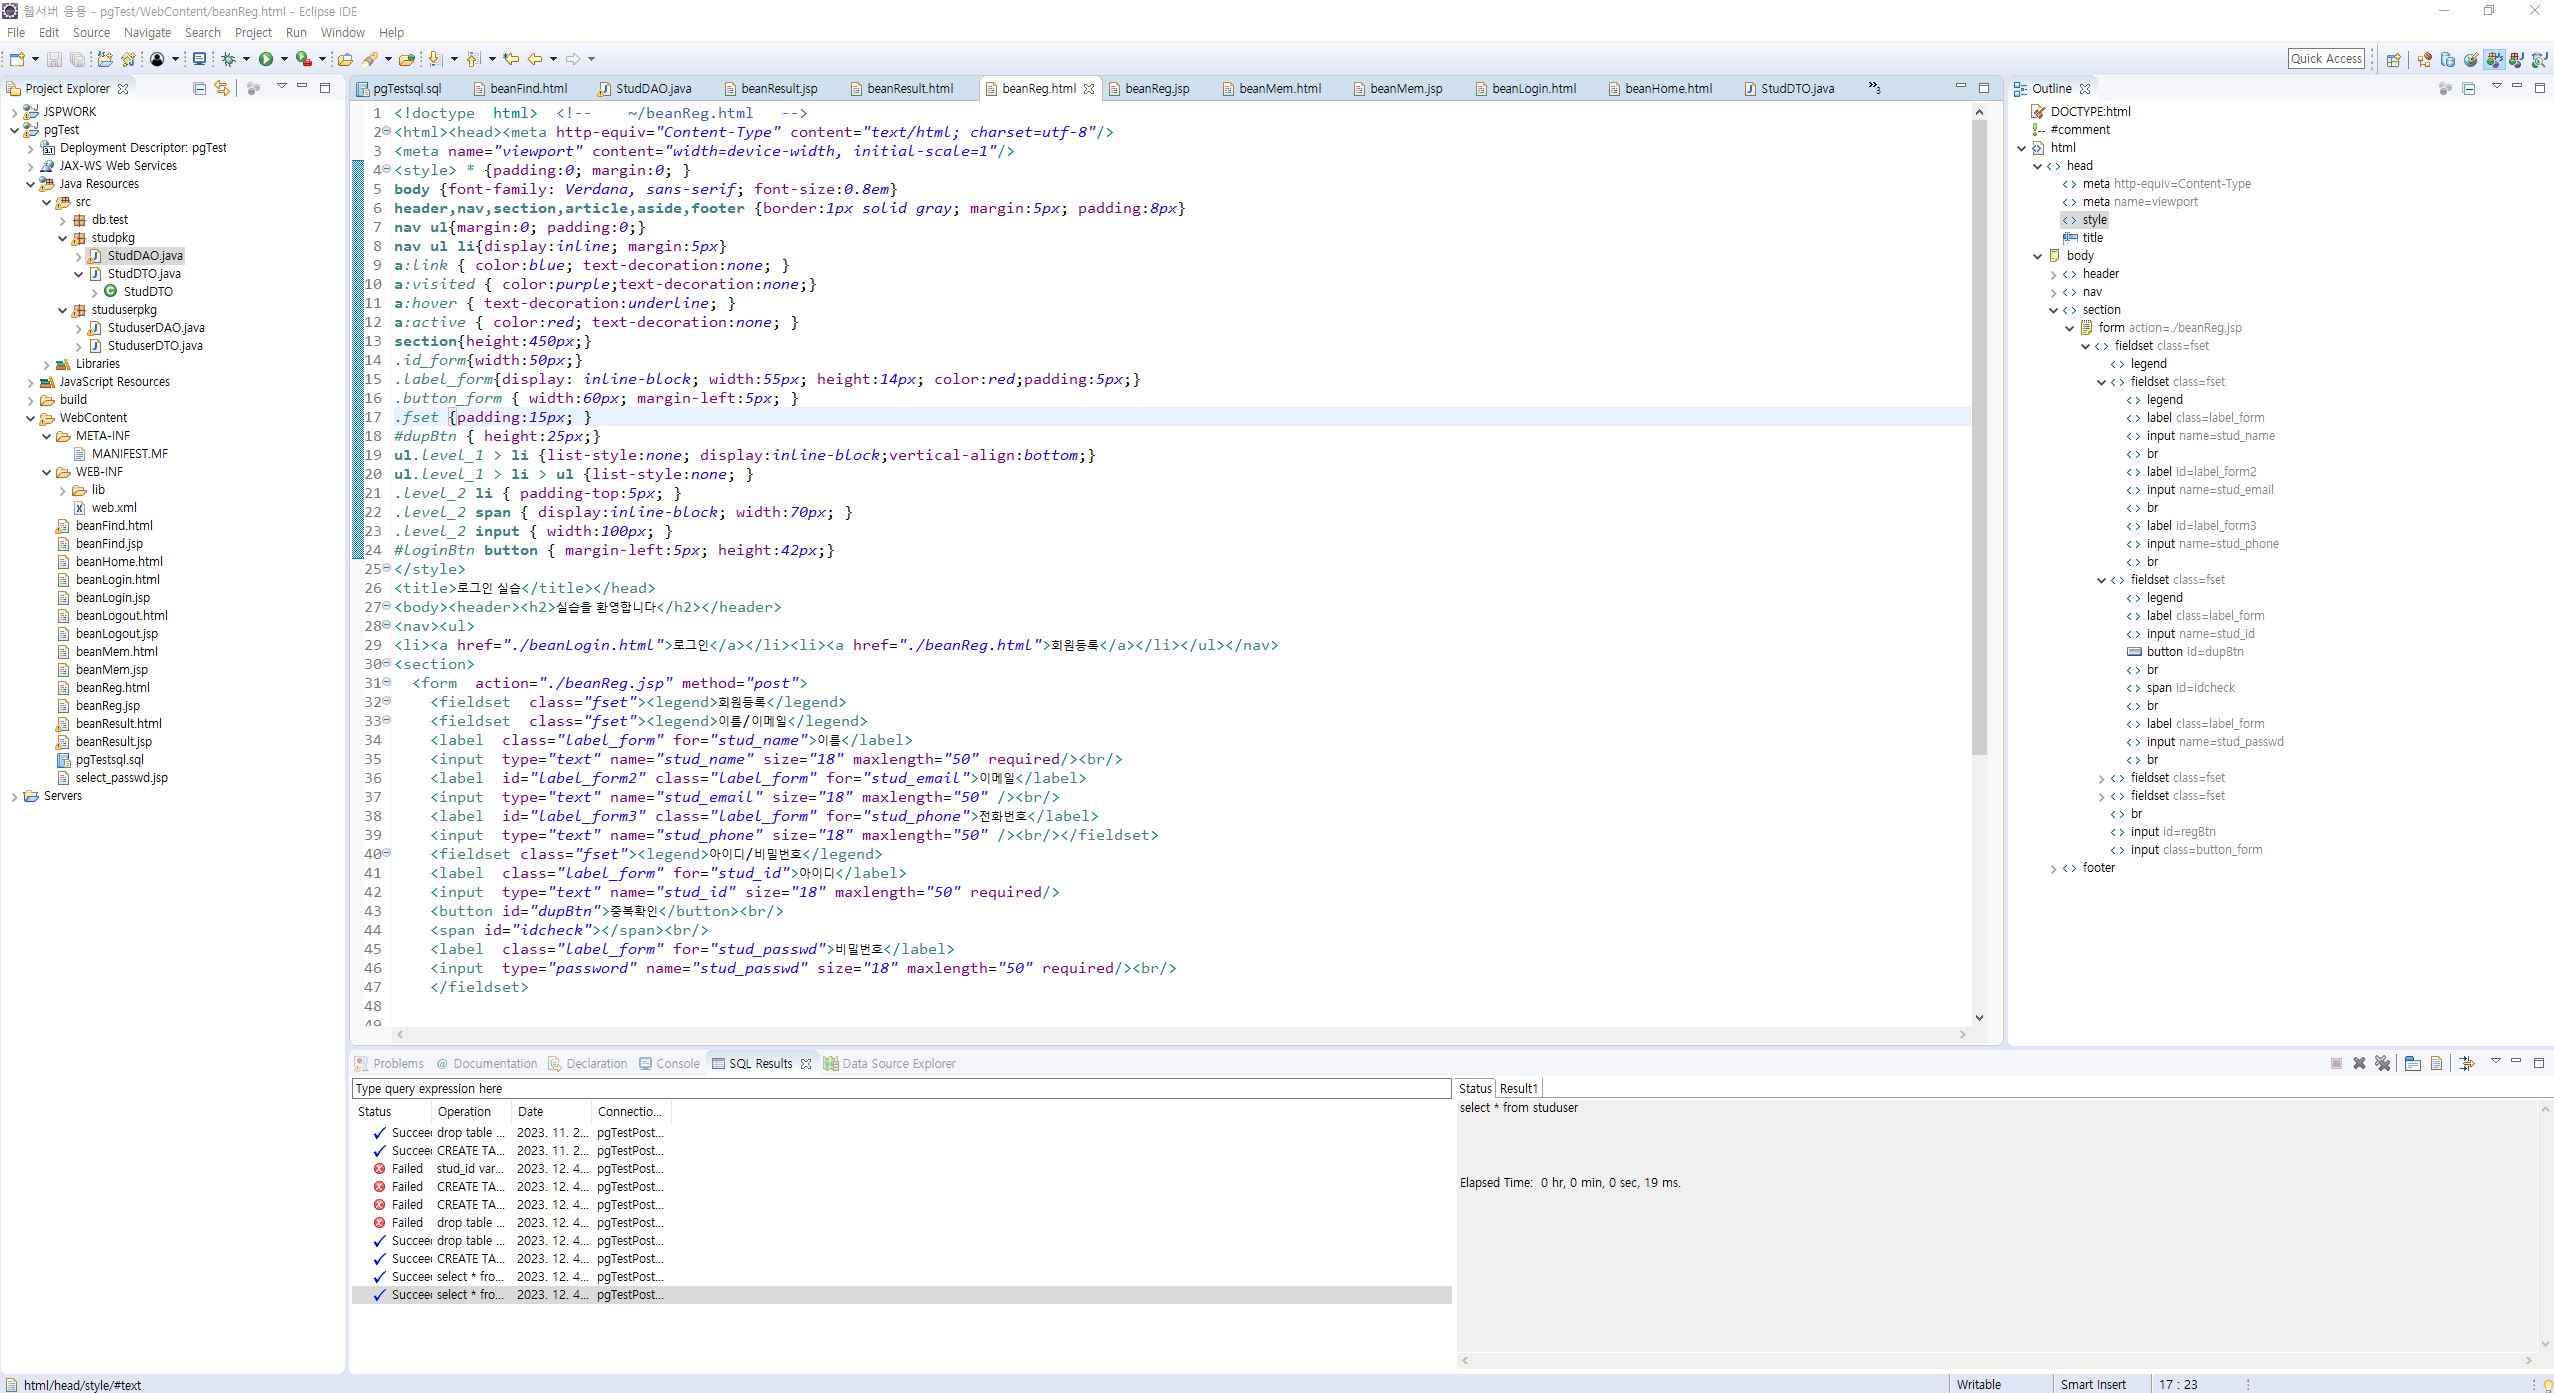 웹서버 응용 - pgTest/WebContent/beanReg.html - Eclipse IDE
File Edit Source Navigate Search Project Run Window Help
Quick Access
Project Explorer
JSPWORK
pgTest
Deployment Descriptor: pgTest
JAX-WS Web Services
Java Resources
src
db.test
studpkg
StudDAO.java
StudDTO.java
StudDTO
studuserpkg
StuduserDAO.java
StuduserDTO.java
Libraries
JavaScript Resources
build
WebContent
META-INF
MANIFEST.MF
WEB-INF
lib
web.xml
beanFind.html
beanFind.jsp
beanHome.html
beanLogin.html
beanLogin.jsp
beanLogout.html
beanLogout.jsp
beanMem.html
beanMem.jsp
beanReg.html
beanReg.jsp
beanResult.html
beanResult.jsp
pgTestsql.sql
select_passwd.jsp
Servers
pgTestsql.sql beanFind.html StudDAO.java beanResult.jsp beanResult.html beanReg.html beanReg.jsp beanMem.html beanMem.jsp beanLogin.html beanHome.html StudDTO.java »3
1 <!doctype  html>  <!--    ~/beanReg.html   -->
2 <html><head><meta http-equiv="Content-Type" content="text/html; charset=utf-8"/>
3 <meta name="viewport" content="width=device-width, initial-scale=1"/>
4 <style> * {padding:0; margin:0; }
5 body {font-family: Verdana, sans-serif; font-size:0.8em}
6 header,nav,section,article,aside,footer {border:1px solid gray; margin:5px; padding:8px}
7 nav ul{margin:0; padding:0;}
8 nav ul li{display:inline; margin:5px}
9 a:link { color:blue; text-decoration:none; }
10 a:visited { color:purple;text-decoration:none;}
11 a:hover { text-decoration:underline; }
12 a:active { color:red; text-decoration:none; }
13 section{height:450px;}
14 .id_form{width:50px;}
15 .label_form{display: inline-block; width:55px; height:14px; color:red;padding:5px;}
16 .button_form { width:60px; margin-left:5px; }
17 .fset {padding:15px; }
18 #dupBtn { height:25px;}
19 ul.level_1 > li {list-style:none; display:inline-block;vertical-align:bottom;}
20 ul.level_1 > li > ul {list-style:none; }
21 .level_2 li { padding-top:5px; }
22 .level_2 span { display:inline-block; width:70px; }
23 .level_2 input { width:100px; }
24 #loginBtn button { margin-left:5px; height:42px;}
25 </style>
26 <title>로그인 실습</title></head>
27 <body><header><h2>실습을 환영합니다</h2></header>
28 <nav><ul>
29 <li><a href="./beanLogin.html">로그인</a></li><li><a href="./beanReg.html">회원등록</a></li></ul></nav>
30 <section>
31   <form  action="./beanReg.jsp" method="post">
32     <fieldset  class="fset"><legend>회원등록</legend>
33     <fieldset  class="fset"><legend>이름/이메일</legend>
34     <label  class="label_form" for="stud_name">이름</label>
35     <input  type="text" name="stud_name" size="18" maxlength="50" required/><br/>
36     <label  id="label_form2" class="label_form" for="stud_email">이메일</label>
37     <input  type="text" name="stud_email" size="18" maxlength="50" /><br/>
38     <label  id="label_form3" class="label_form" for="stud_phone">전화번호</label>
39     <input  type="text" name="stud_phone" size="18" maxlength="50" /><br/></fieldset>
40     <fieldset class="fset"><legend>아이디/비밀번호</legend>
41     <label  class="label_form" for="stud_id">아이디</label>
42     <input  type="text" name="stud_id" size="18" maxlength="50" required/>
43     <button id="dupBtn">중복확인</button><br/>
44     <span id="idcheck"></span><br/>
45     <label  class="label_form" for="stud_passwd">비밀번호</label>
46     <input  type="password" name="stud_passwd" size="18" maxlength="50" required/><br/>
47     </fieldset>
48
49
Outline
DOCTYPE:html
#comment
html
head
meta http-equiv=Content-Type
meta name=viewport
style
title
body
header
nav
section
form action=./beanReg.jsp
fieldset class=fset
legend
fieldset class=fset
legend
label class=label_form
input name=stud_name
br
label id=label_form2
input name=stud_email
br
label id=label_form3
input name=stud_phone
br
fieldset class=fset
legend
label class=label_form
input name=stud_id
button id=dupBtn
br
span id=idcheck
br
label class=label_form
input name=stud_passwd
br
fieldset class=fset
fieldset class=fset
br
input id=regBtn
input class=button_form
footer
Problems @ Documentation Declaration Console SQL Results Data Source Explorer
Type query expression here
Status Operation Date Connectio...
Succee drop table ... 2023. 11. 2... pgTestPost...
Succee CREATE TA... 2023. 11. 2... pgTestPost...
Failed stud_id var... 2023. 12. 4... pgTestPost...
Failed CREATE TA... 2023. 12. 4... pgTestPost...
Failed CREATE TA... 2023. 12. 4... pgTestPost...
Failed drop table ... 2023. 12. 4... pgTestPost...
Succee drop table ... 2023. 12. 4... pgTestPost...
Succee CREATE TA... 2023. 12. 4... pgTestPost...
Succee select * fro... 2023. 12. 4... pgTestPost...
Succee select * fro... 2023. 12. 4... pgTestPost...
Status Result1
select * from studuser
Elapsed Time:  0 hr, 0 min, 0 sec, 19 ms.
html/head/style/#text Writable Smart Insert 17 : 23